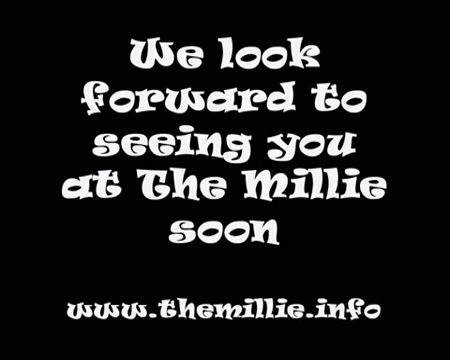 We look
forward to
seeing you
at The Millie
soon
www.themillie.info